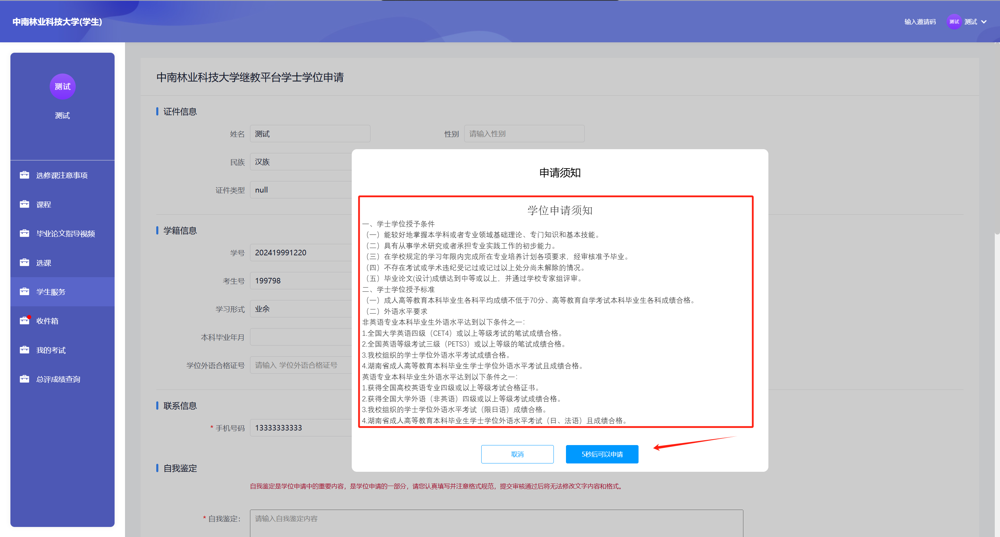 中南林业科技大学(学生)
输入邀请码
测试
测试
测试
测试
选修课注意事项
课程
毕业论文指导视频
选课
学生服务
收件箱
我的考试
总评成绩查询
中南林业科技大学继教平台学士学位申请
证件信息
姓名 测试
性别 请输入性别
民族 汉族
证件类型 null
学籍信息
学号 202419991220
考生号 199798
学习形式 业余
本科毕业年月
学位外语合格证号 请输入 学位外语合格证号
联系信息
* 手机号码 13333333333
自我鉴定
自我鉴定是学位申请中的重要内容，是学位申请的一部分，请您认真填写并注意格式规范，提交审核通过后将无法修改文字内容和格式。
* 自我鉴定： 请输入自我鉴定内容
申请须知
学位申请须知
一、学士学位授予条件
（一）能较好地掌握本学科或者专业领域基础理论、专门知识和基本技能。
（二）具有从事学术研究或者承担专业实践工作的初步能力。
（三）在学校规定的学习年限内完成所在专业培养计划各项要求，经审核准予毕业。
（四）不存在考试或学术违纪受记过或记过以上处分尚未解除的情况。
（五）毕业论文(设计)成绩达到中等或以上，并通过学校专家组评审。
二、学士学位授予标准
（一）成人高等教育本科毕业生各科平均成绩不低于70分、高等教育自学考试本科毕业生各科成绩合格。
（二）外语水平要求
非英语专业本科毕业生外语水平达到以下条件之一：
1.全国大学英语四级（CET4）或以上等级考试的笔试成绩合格。
2.全国英语等级考试三级（PETS3）或以上等级的笔试成绩合格。
3.我校组织的学士学位外语水平考试成绩合格。
4.湖南省成人高等教育本科毕业生学士学位外语水平考试且成绩合格。
英语专业本科毕业生外语水平达到以下条件之一：
1.获得全国高校英语专业四级或以上等级考试合格证书。
2.获得全国大学外语（非英语）四级或以上等级考试成绩合格。
3.我校组织的学士学位外语水平考试（限日语）成绩合格。
4.湖南省成人高等教育本科毕业生学士学位外语水平考试（日、法语）且成绩合格。
取消
5秒后可以申请